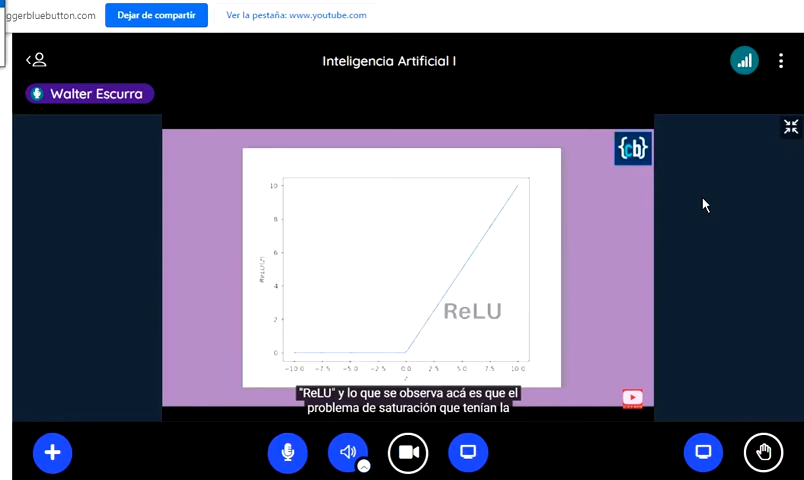 ggerbluebutton.com
Dejar de compartir
Ver la pestaña: www.youtube.com
Inteligencia Artificial I
Walter Escurra
{cb}
10
8
6
4
2
0
ReLU(z)
ReLU
-10.0 -7.5 -5.0 -2.5 0.0 2.5 5.0 7.5 10.0
z
"ReLU" y lo que se observa acá es que el
problema de saturación que tenían la